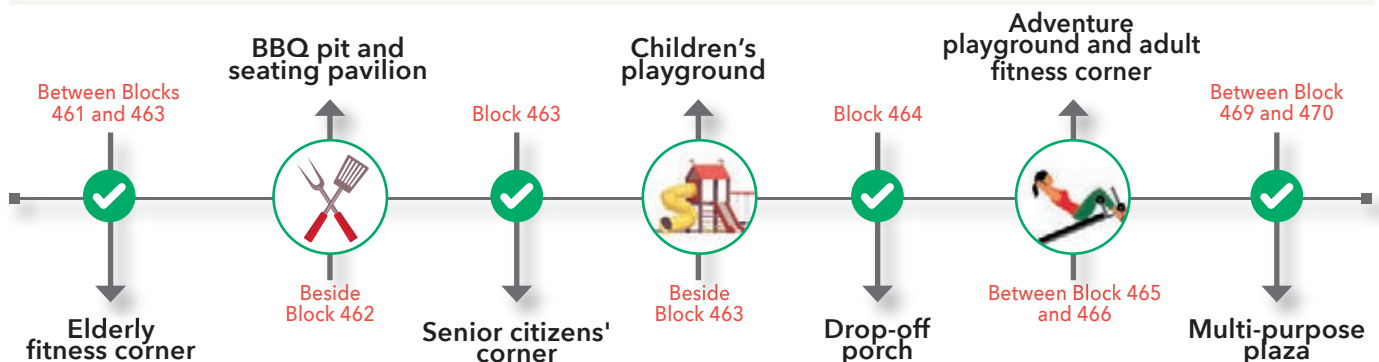 Between Blocks
461 and 463
Elderly
fitness corner
BBQ pit and
seating pavilion
Beside
Block 462
Block 463
Senior citizens'
corner
Children's
playground
Beside
Block 463
Block 464
Drop-off
porch
Adventure
playground and adult
fitness corner
Between Block 465
and 466
Between Block
469 and 470
Multi-purpose
plaza